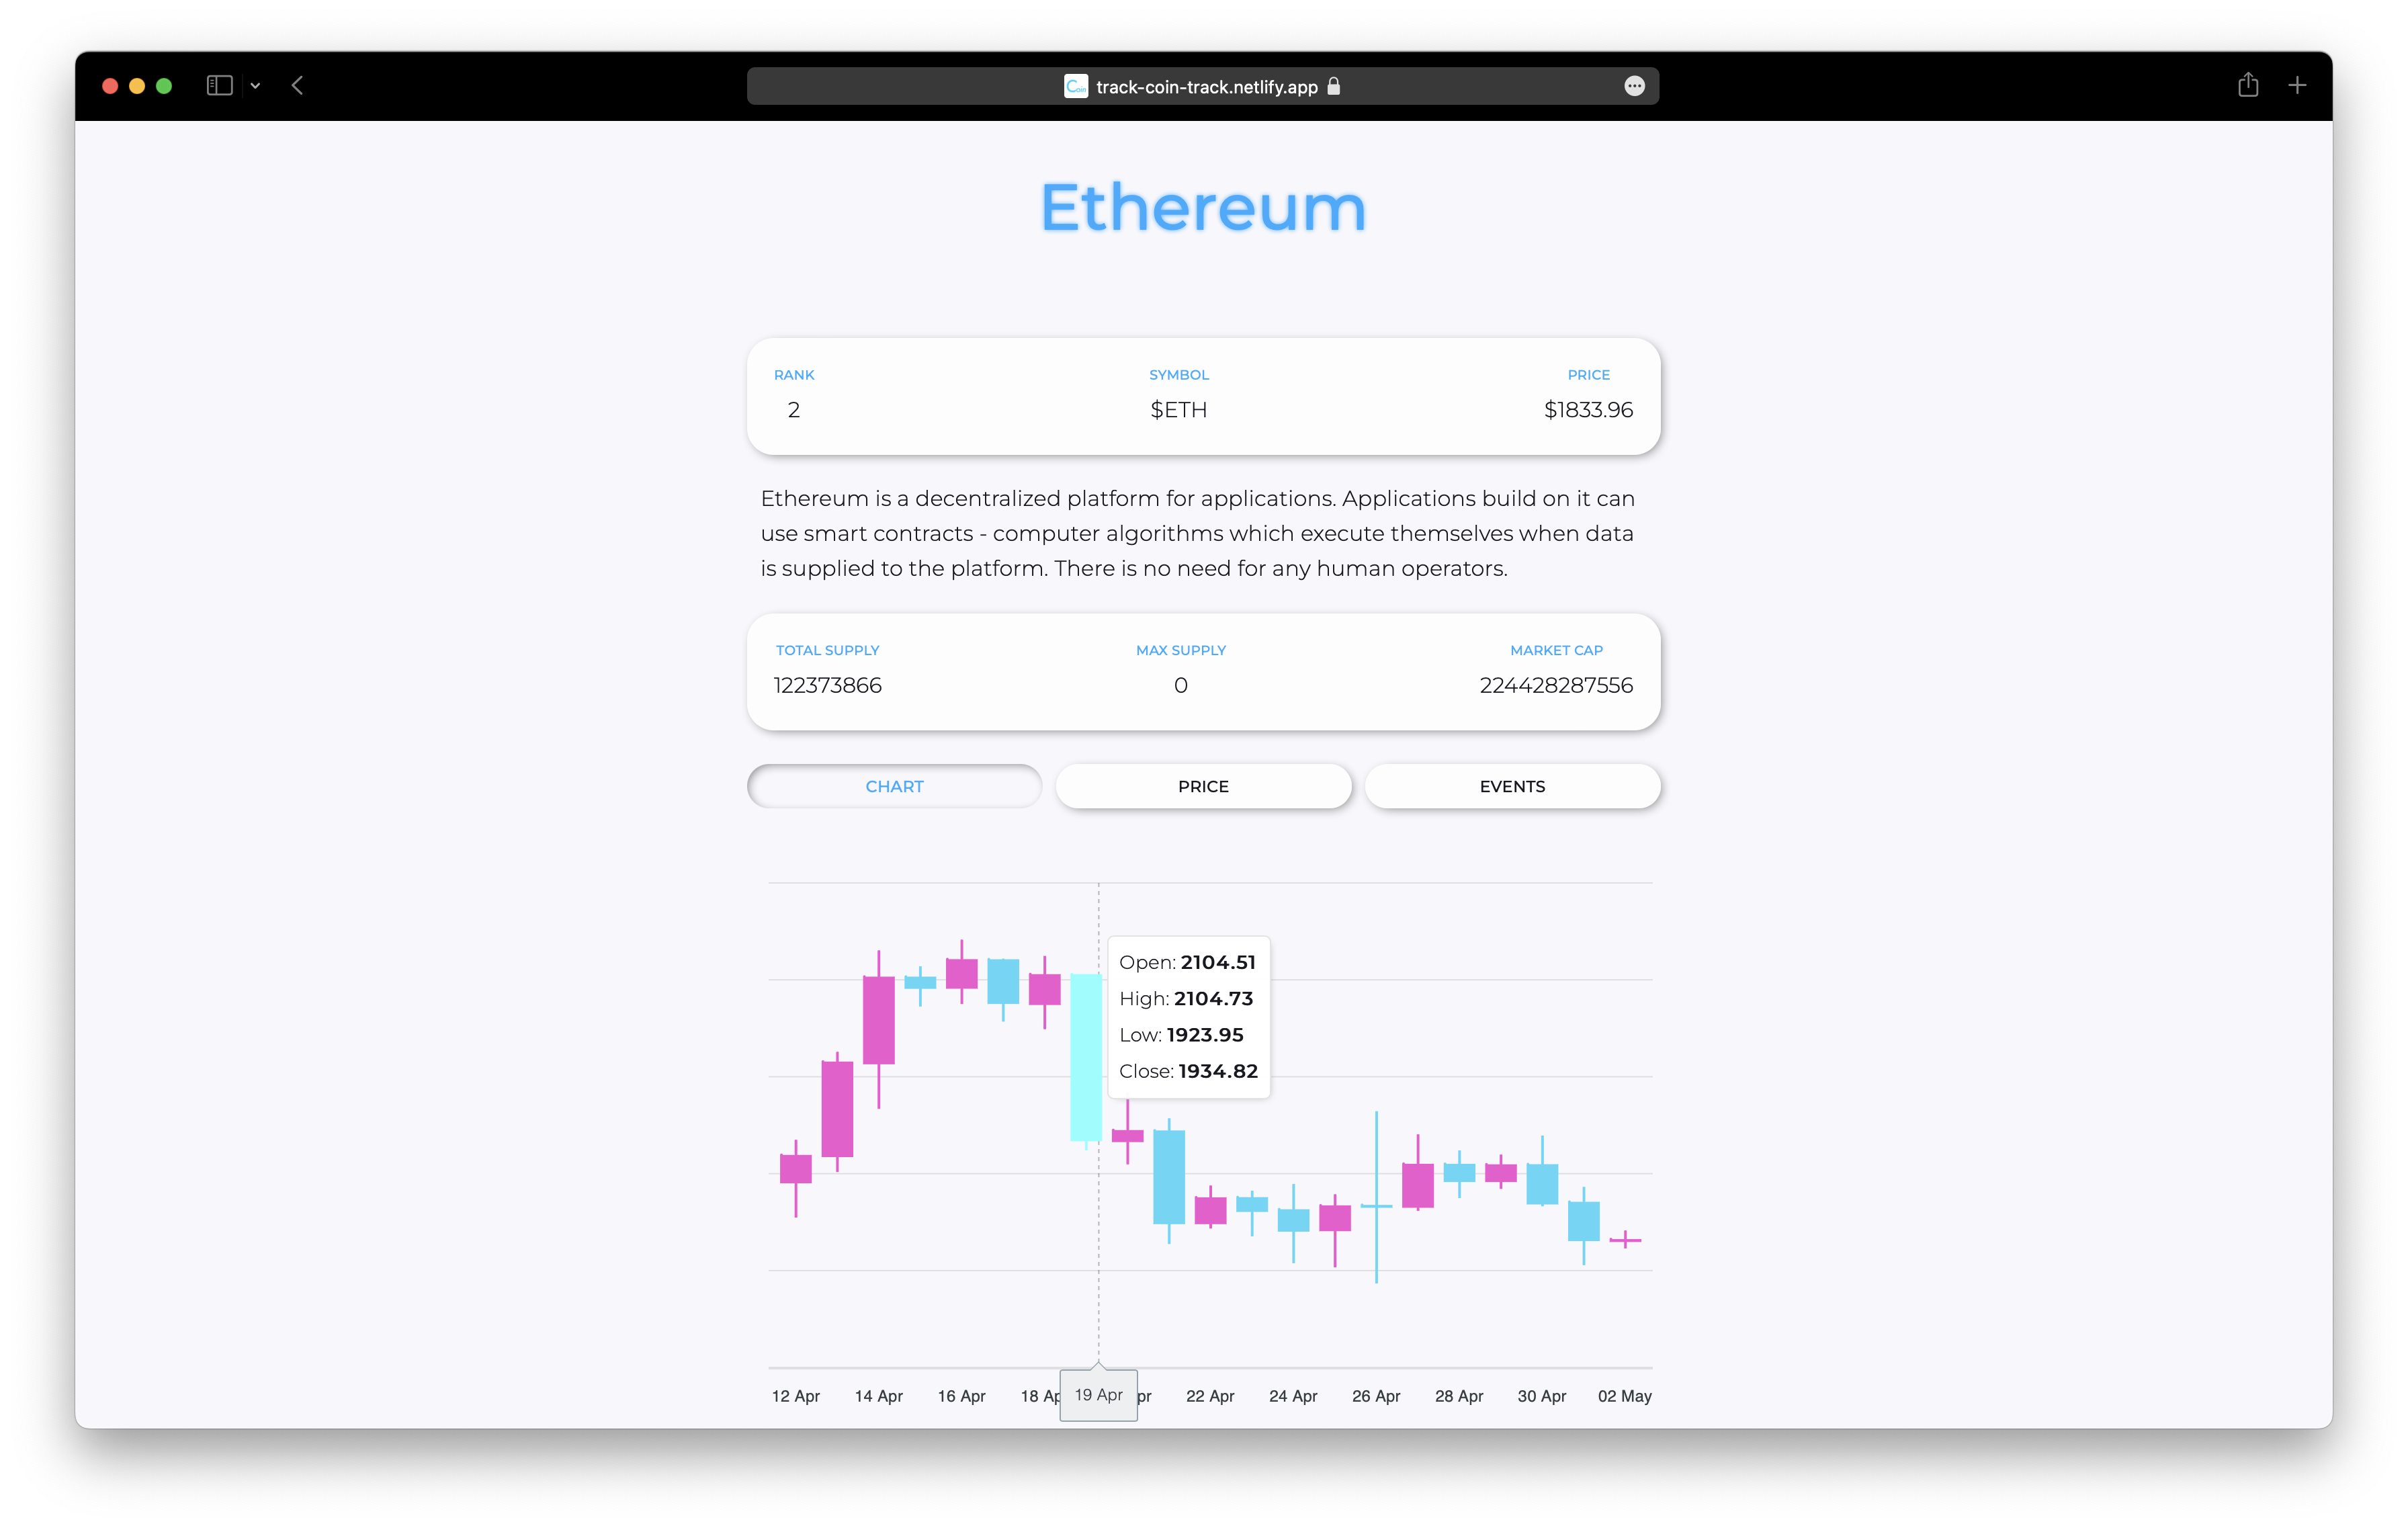 track-coin-track.netlify.app
Ethereum
RANK SYMBOL PRICE
2 $ETH $1833.96
Ethereum is a decentralized platform for applications. Applications build on it can
use smart contracts - computer algorithms which execute themselves when data
is supplied to the platform. There is no need for any human operators.
TOTAL SUPPLY MAX SUPPLY MARKET CAP
122373866 0 224428287556
CHART PRICE EVENTS
Open: 2104.51
High: 2104.73
Low: 1923.95
Close: 1934.82
12 Apr 14 Apr 16 Apr 18 Ap 19 Apr pr 22 Apr 24 Apr 26 Apr 28 Apr 30 Apr 02 May